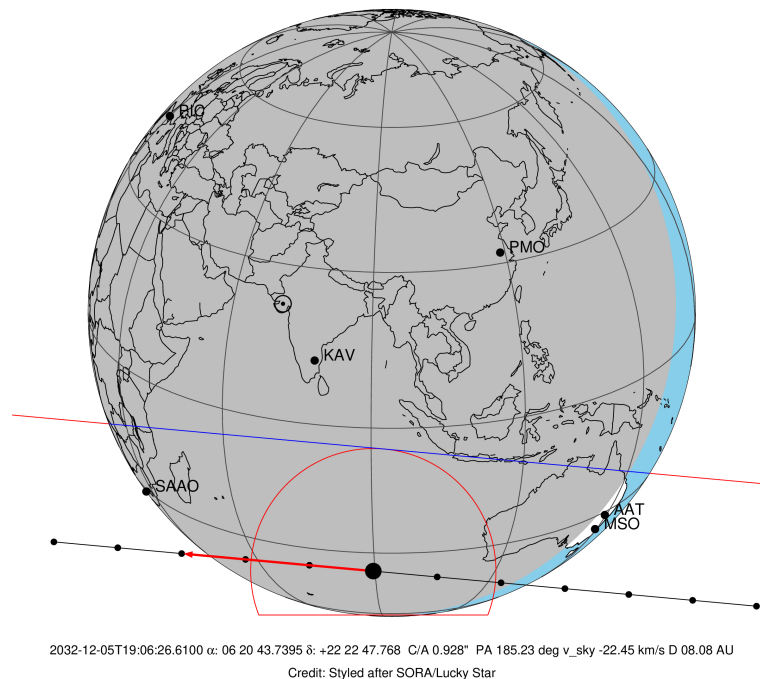 PIC
PMO
KAV
SAAO
AAT
MSO
2032-12-05T19:06:26.6100 α: 06 20 43.7395 δ: +22 22 47.768 C/A 0.928" PA 185.23 deg v_sky -22.45 km/s D 08.08 AU
Credit: Styled after SORA/Lucky Star